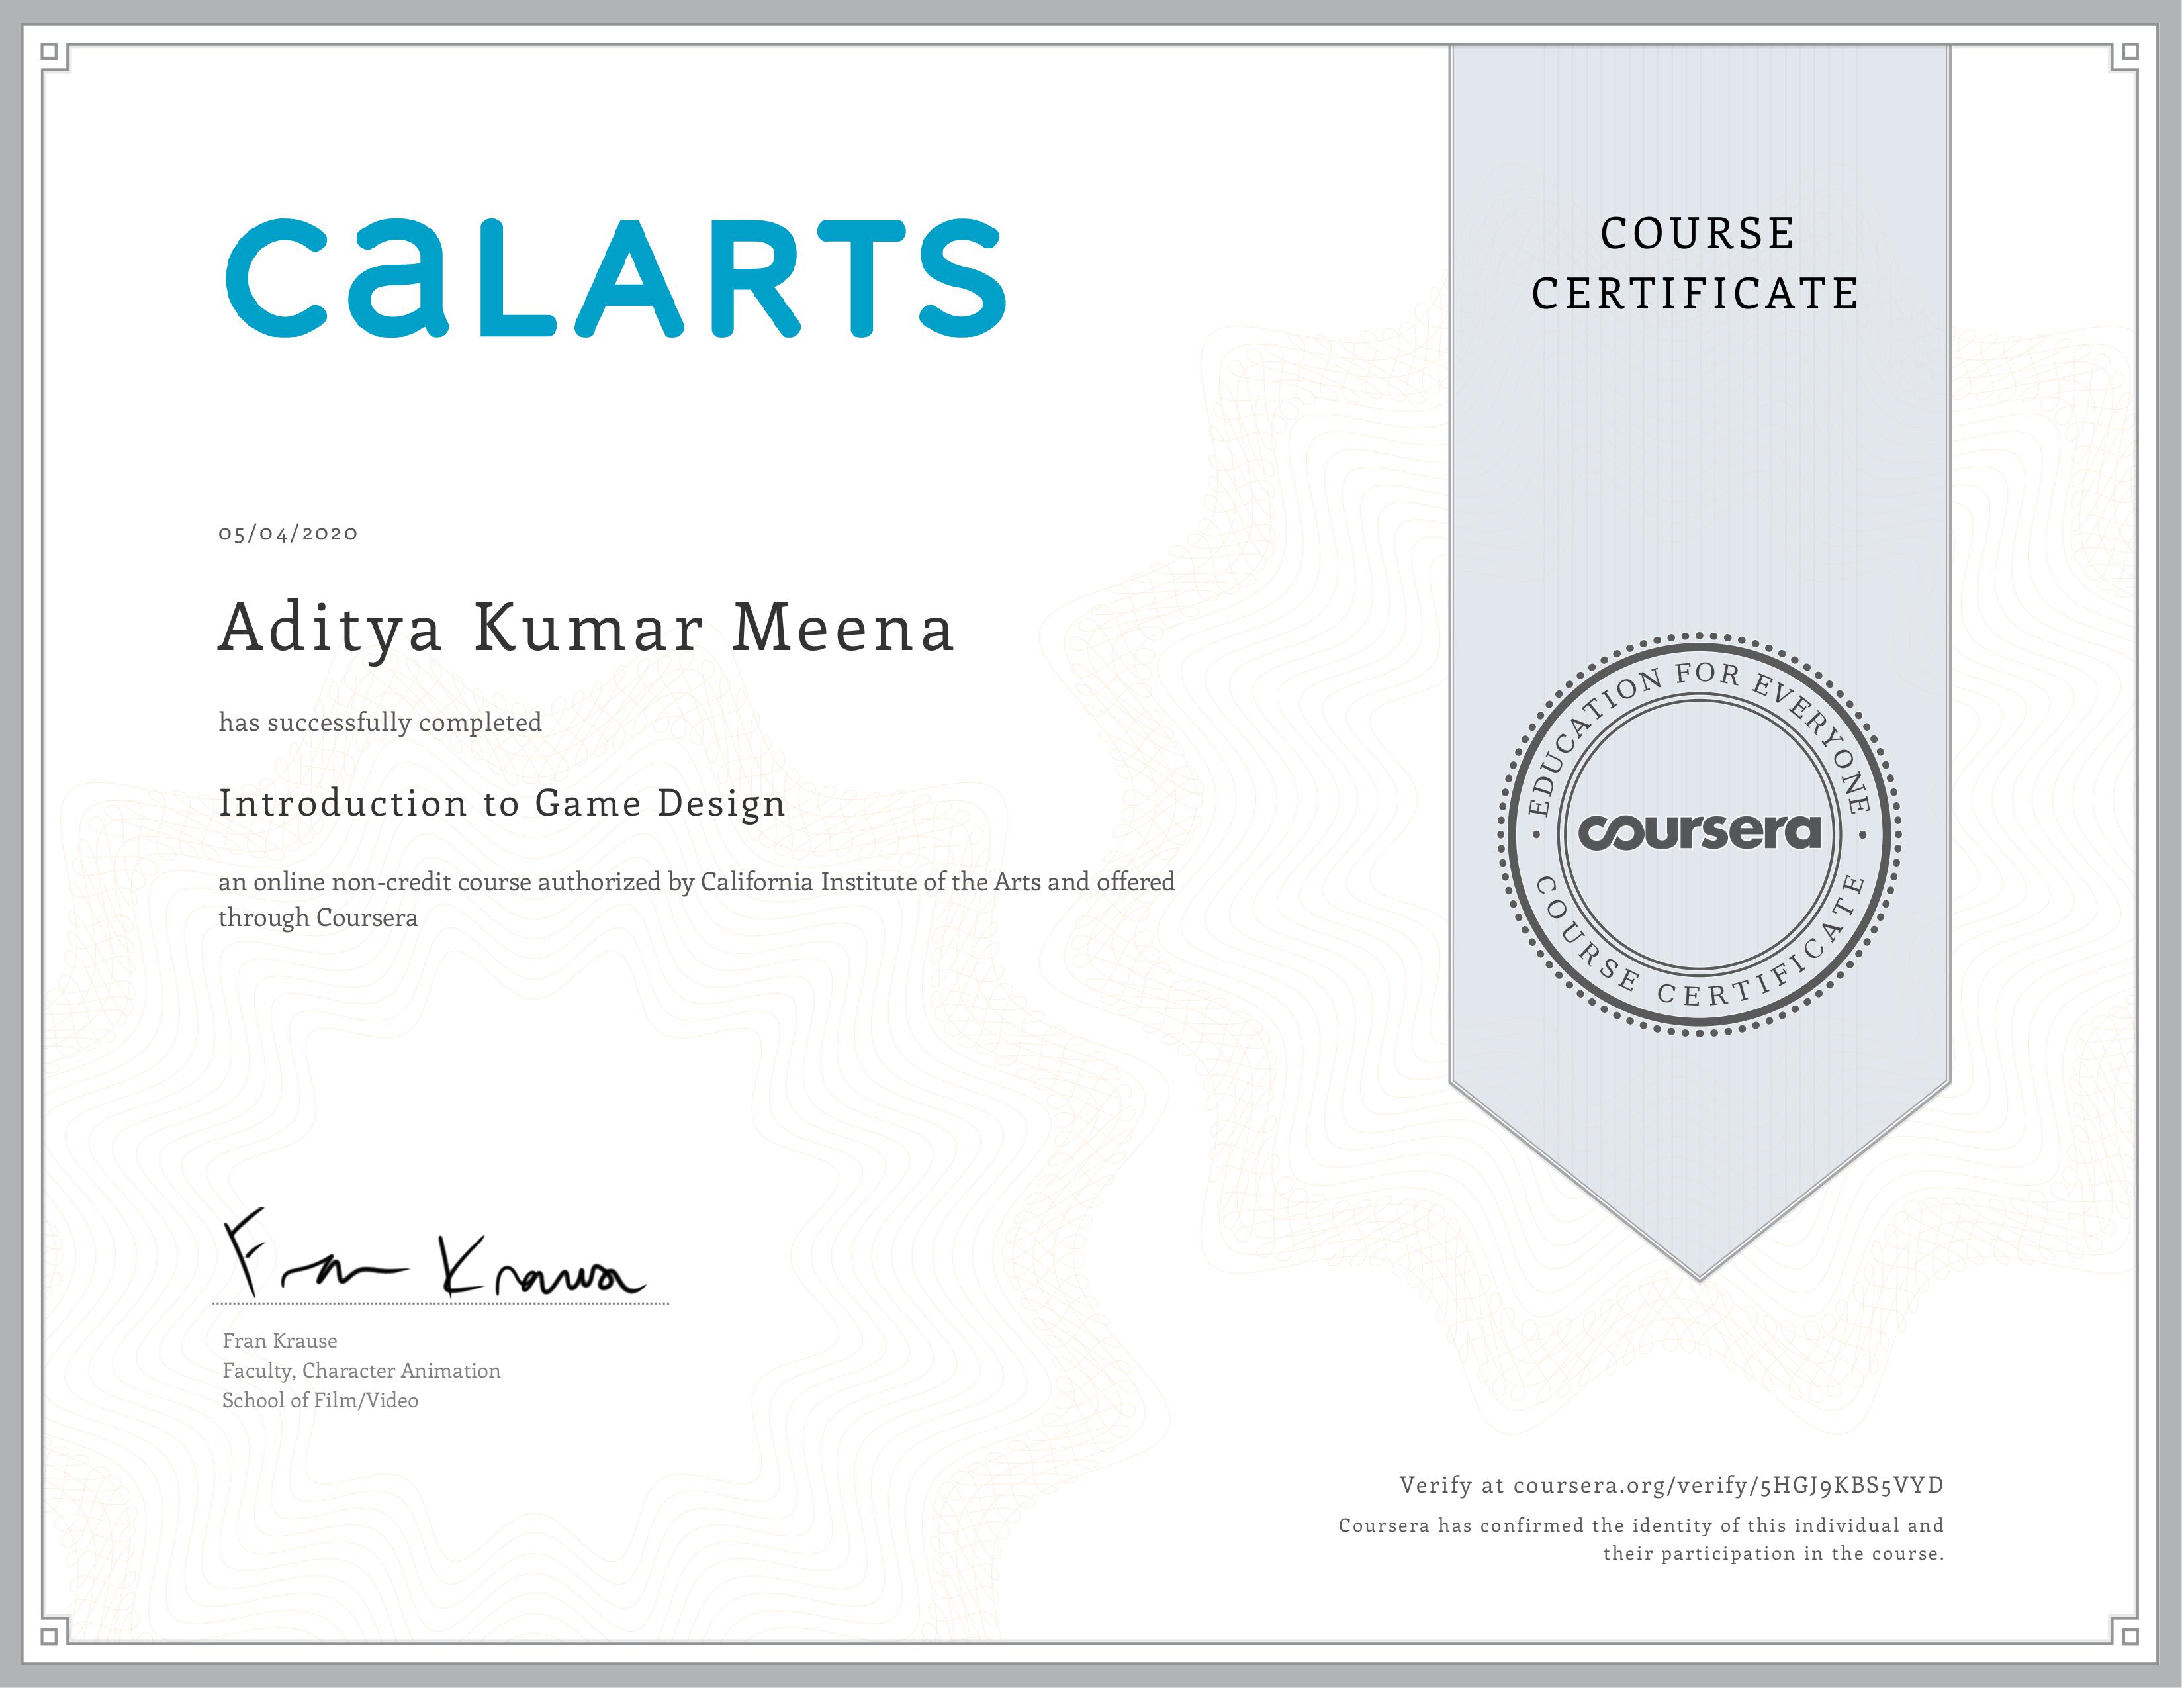 CALARTS
COURSE
CERTIFICATE
05/04/2020
Aditya Kumar Meena
has successfully completed
Introduction to Game Design
an online non-credit course authorized by California Institute of the Arts and offered
through Coursera
EDUCATION FOR EVERYONE
coursera
COURSE CERTIFICATE
Fran Krause
Fran Krause
Faculty, Character Animation
School of Film/Video
Verify at coursera.org/verify/5HGJ9KBS5VYD
Coursera has confirmed the identity of this individual and
their participation in the course.